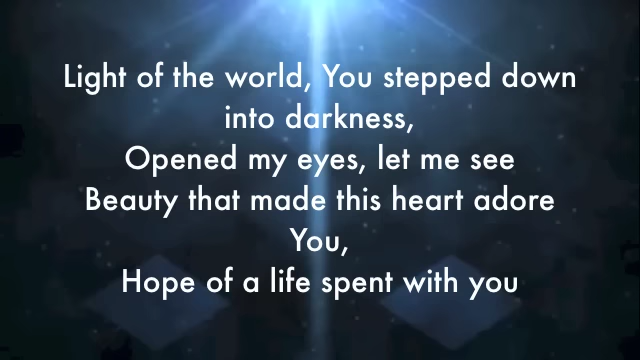 Light of the world, You stepped down
into darkness,
Opened my eyes, let me see
Beauty that made this heart adore
You,
Hope of a life spent with you